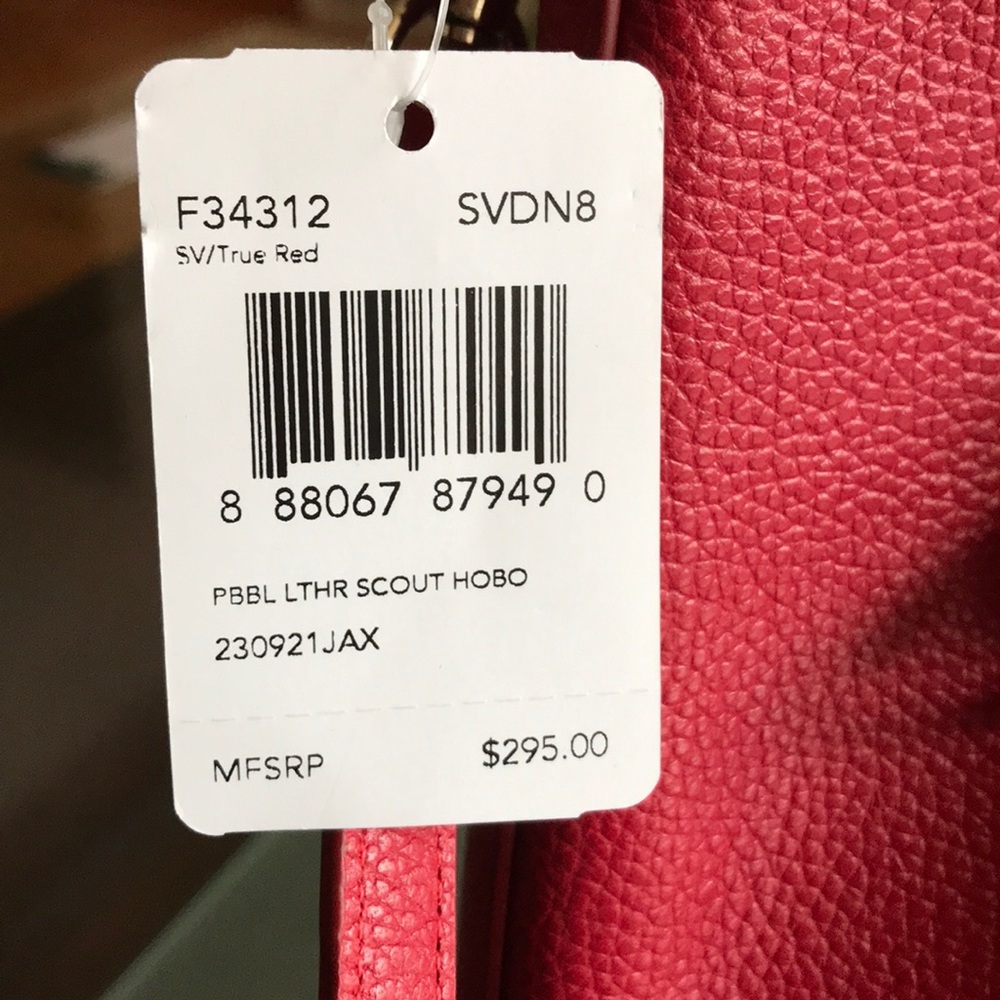 F34312 SVDN8
SV/True Red
8 88067 87949 0
PBBL LTHR SCOUT HOBO
230921JAX
MFSRP $295.00